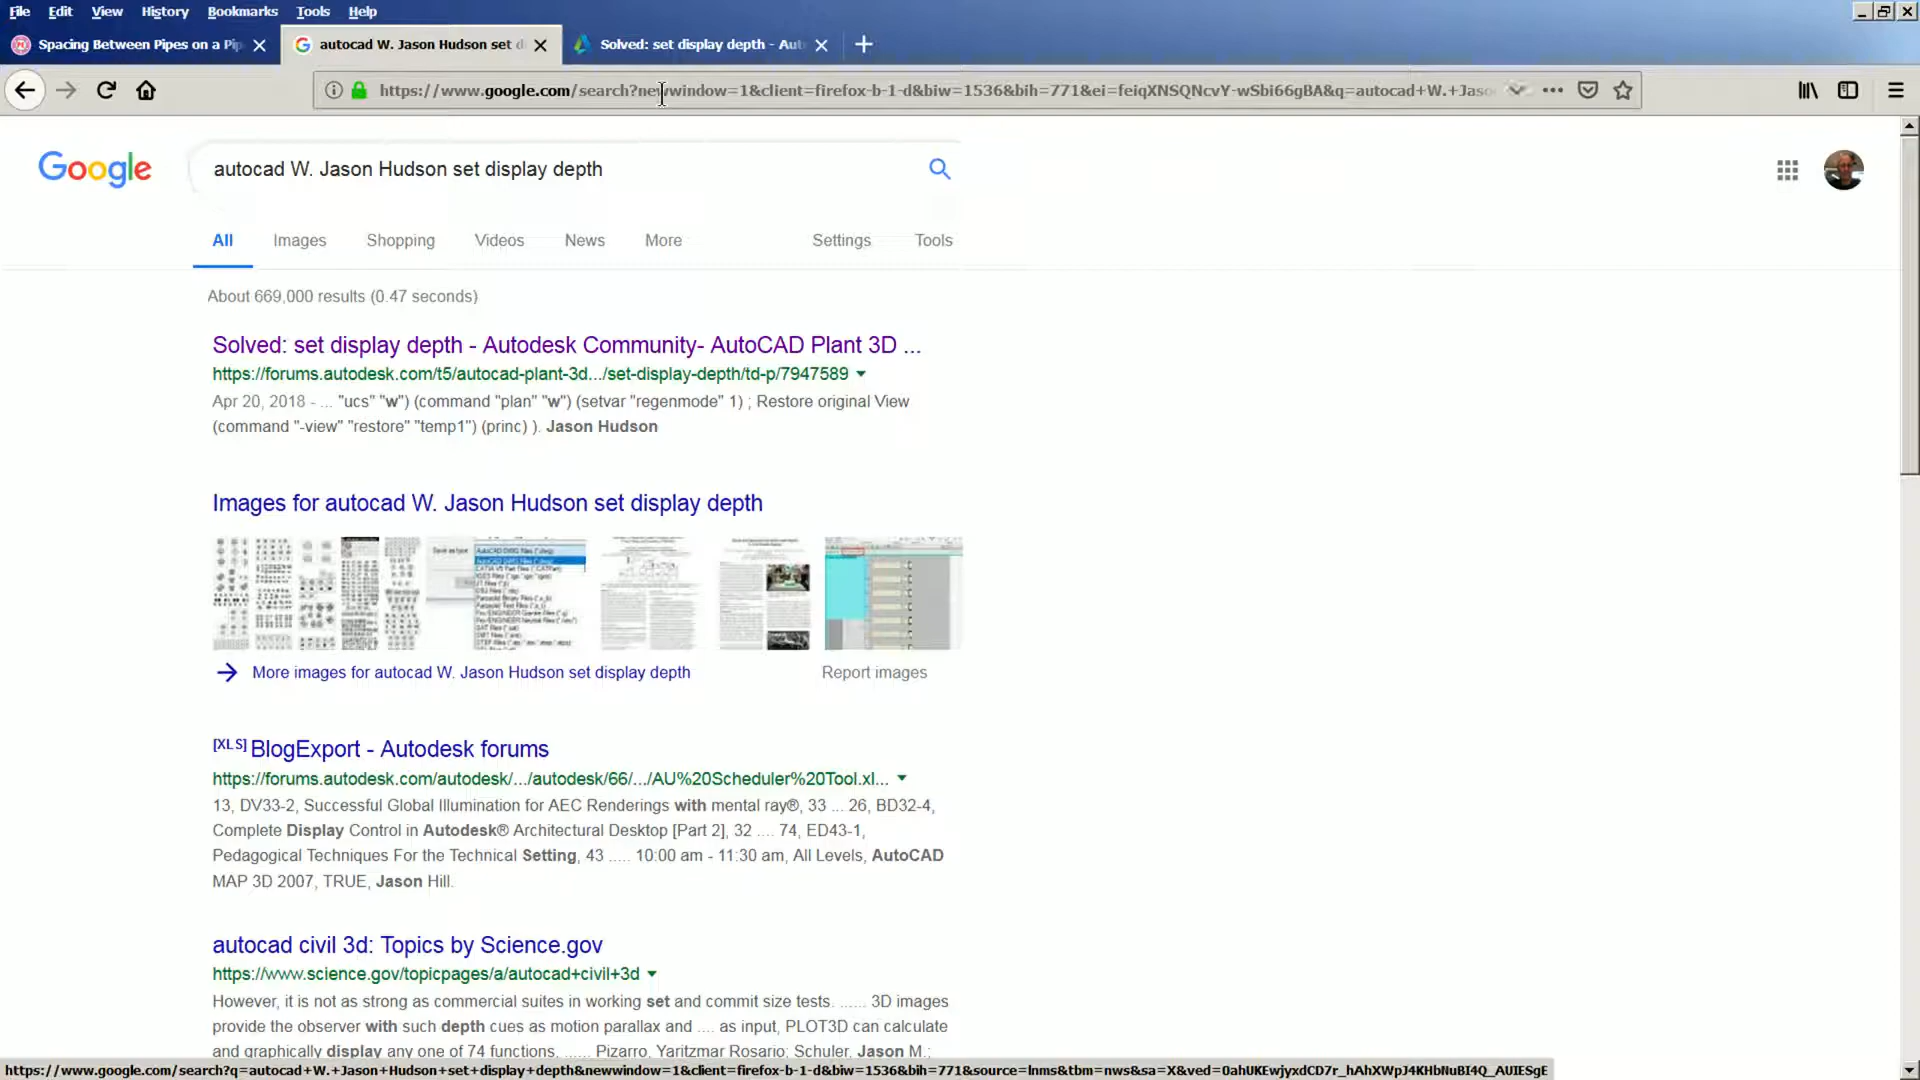 File Edit View History Bookmarks Tools Help
Spacing Between Pipes on a Pip
autocad W. Jason Hudson set d
Solved: set display depth - Aut
https://www.google.com/search?newwindow=1&client=firefox-b-1-d&biw=1536&bih=771&ei=feiqXNSQNcvY-wSbi66gBA&q=autocad+W.+Jaso
Google
autocad W. Jason Hudson set display depth
All Images Shopping Videos News More Settings Tools
About 669,000 results (0.47 seconds)
Solved: set display depth - Autodesk Community- AutoCAD Plant 3D ...
https://forums.autodesk.com/t5/autocad-plant-3d.../set-display-depth/td-p/7947589
Apr 20, 2018 - ... "ucs" "w") (command "plan" "w") (setvar "regenmode" 1) ; Restore original View
(command "-view" "restore" "temp1") (princ) ). Jason Hudson
Images for autocad W. Jason Hudson set display depth
More images for autocad W. Jason Hudson set display depth
Report images
[XLS] BlogExport - Autodesk forums
https://forums.autodesk.com/autodesk/.../autodesk/66/.../AU%20Scheduler%20Tool.xl...
13, DV33-2, Successful Global Illumination for AEC Renderings with mental ray®, 33 ... 26, BD32-4,
Complete Display Control in Autodesk® Architectural Desktop [Part 2], 32 .... 74, ED43-1,
Pedagogical Techniques For the Technical Setting, 43 ..... 10:00 am - 11:30 am, All Levels, AutoCAD
MAP 3D 2007, TRUE, Jason Hill.
autocad civil 3d: Topics by Science.gov
https://www.science.gov/topicpages/a/autocad+civil+3d
However, it is not as strong as commercial suites in working set and commit size tests. ...... 3D images
provide the observer with such depth cues as motion parallax and .... as input, PLOT3D can calculate
and graphically display any one of 74 functions. ...... Pizarro, Yaritzmar Rosario; Schuler, Jason M.;
https://www.google.com/search?q=autocad+W.+Jason+Hudson+set+display+depth&newwindow=1&client=firefox-b-1-d&biw=1536&bih=771&source=lnms&tbm=nws&sa=X&ved=0ahUKEwjyxdCD7r_hAhXWpJ4KHbNuBI4Q_AUIESgE